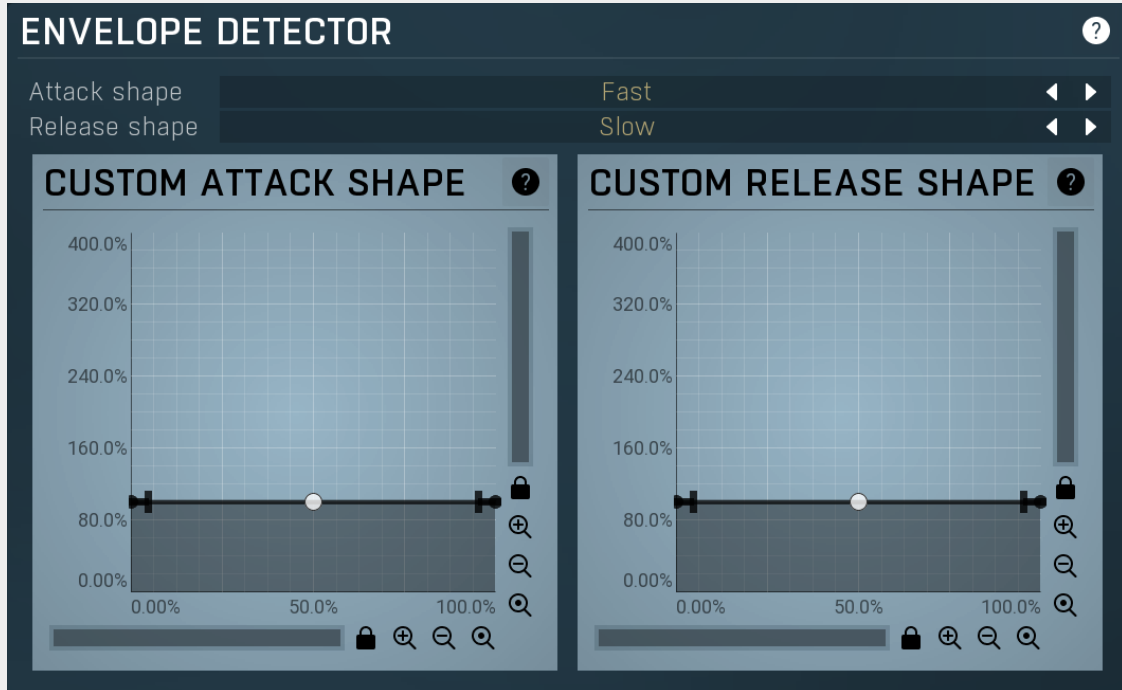 ENVELOPE DETECTOR ?
Attack shape Fast
Release shape Slow
CUSTOM ATTACK SHAPE ?
400.0%
320.0%
240.0%
160.0%
80.0%
0.00%
0.00% 50.0% 100.0%
CUSTOM RELEASE SHAPE ?
400.0%
320.0%
240.0%
160.0%
80.0%
0.00%
0.00% 50.0% 100.0%